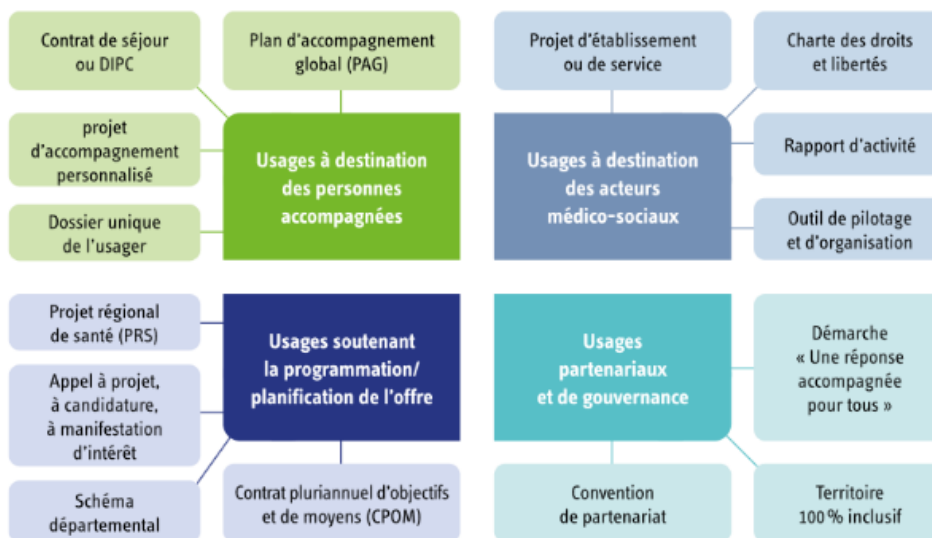 Contrat de séjour
ou DIPC
Plan d'accompagnement
global (PAG)
projet
d'accompagnement
personnalisé
Usages à destination
des personnes
accompagnées
Dossier unique
de l'usager
Projet d'établissement
ou de service
Charte des droits
et libertés
Usages à destination
des acteurs
médico-sociaux
Rapport d'activité
Outil de pilotage
et d'organisation
Projet régional
de santé (PRS)
Usages soutenant
la programmation/
planification de l'offre
Appel à projet,
à candidature,
à manifestation
d'intérêt
Schéma
départemental
Contrat pluriannuel d'objectifs
et de moyens (CPOM)
Usages
partenariaux
et de gouvernance
Démarche
« Une réponse
accompagnée
pour tous »
Convention
de partenariat
Territoire
100 % inclusif